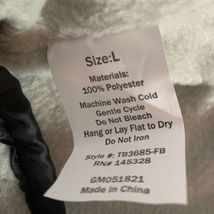 Size:L
Materials:
100% Polyester
Machine Wash Cold
Gentle Cycle
Do Not Bleach
Hang or Lay Flat to Dry
Do Not Iron
Style #: TB3685-FB
RN# 145328
GM051821
Made in China